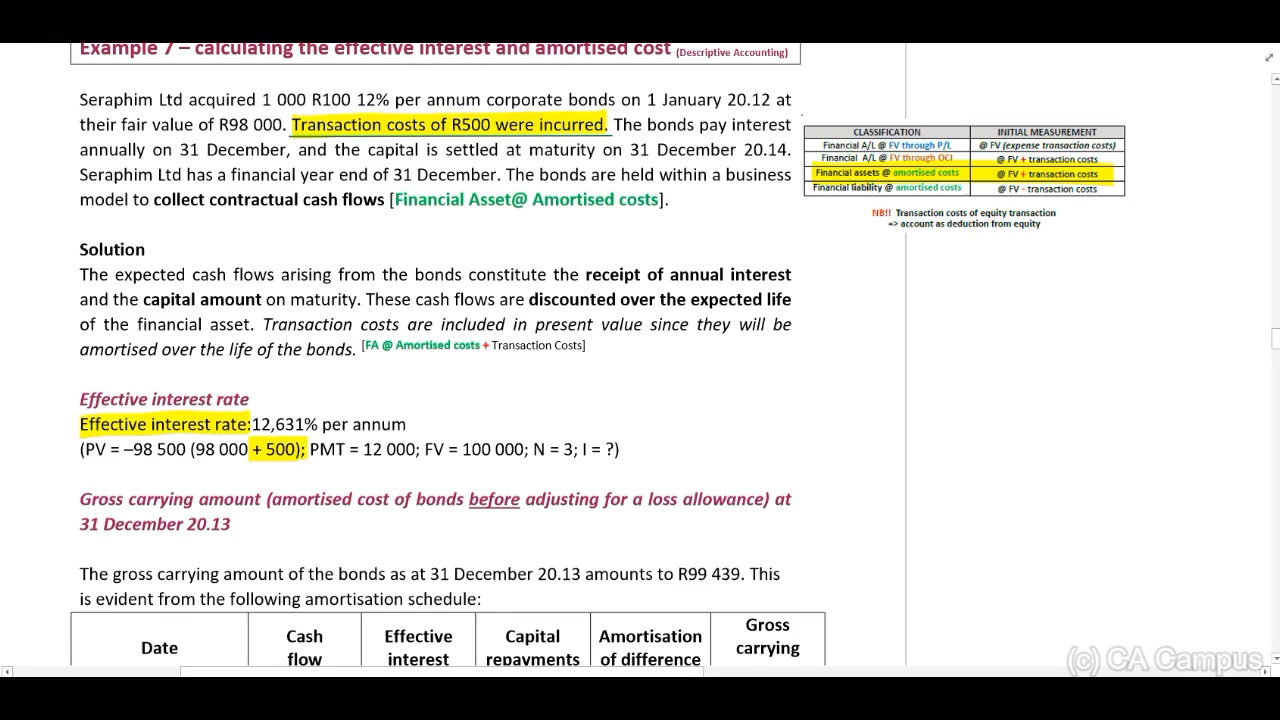 Example 7 – calculating the effective interest and amortised cost (Descriptive Accounting)
Seraphim Ltd acquired 1 000 R100 12% per annum corporate bonds on 1 January 20.12 at
their fair value of R98 000. Transaction costs of R500 were incurred. The bonds pay interest
annually on 31 December, and the capital is settled at maturity on 31 December 20.14.
Seraphim Ltd has a financial year end of 31 December. The bonds are held within a business
model to collect contractual cash flows [Financial Asset@ Amortised costs].
CLASSIFICATION INITIAL MEASUREMENT
Financial A/L @ FV through P/L @ FV (expense transaction costs)
Financial A/L @ FV through OCI @ FV + transaction costs
Financial assets @ amortised costs @ FV + transaction costs
Financial liability @ amortised costs @ FV - transaction costs
NB!! Transaction costs of equity transaction
=> account as deduction from equity
Solution
The expected cash flows arising from the bonds constitute the receipt of annual interest
and the capital amount on maturity. These cash flows are discounted over the expected life
of the financial asset. Transaction costs are included in present value since they will be
amortised over the life of the bonds. [FA @ Amortised costs + Transaction Costs]
Effective interest rate
Effective interest rate:12,631% per annum
(PV = –98 500 (98 000 + 500); PMT = 12 000; FV = 100 000; N = 3; I = ?)
Gross carrying amount (amortised cost of bonds before adjusting for a loss allowance) at
31 December 20.13
The gross carrying amount of the bonds as at 31 December 20.13 amounts to R99 439. This
is evident from the following amortisation schedule:
Date Cash flow Effective interest Capital repayments Amortisation of difference Gross carrying
(c) CA Campus